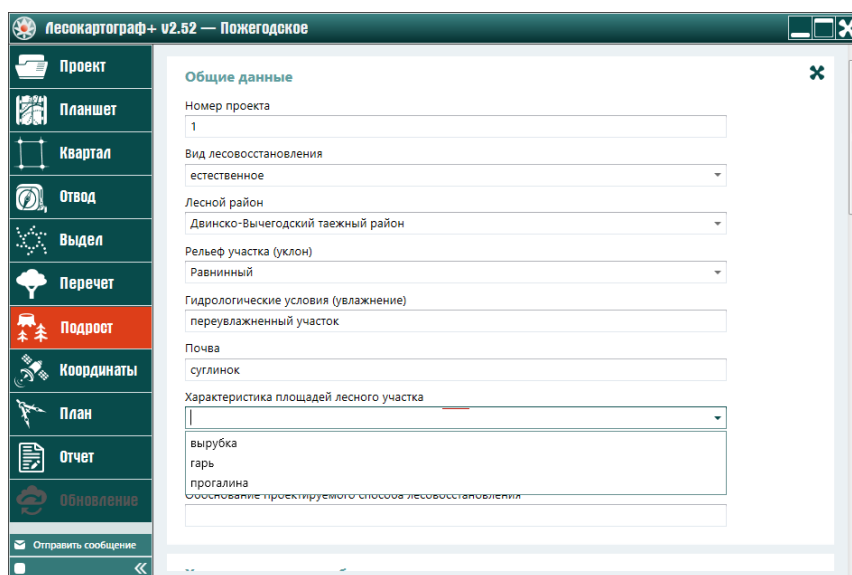 Лесокартограф+ v2.52 — Пожегодское
Проект
Планшет
Квартал
Отвод
Выдел
Перечет
Подрост
Координаты
План
Отчет
Обновление
Отправить сообщение
Общие данные
Номер проекта
1
Вид лесовосстановления
естественное
Лесной район
Двинско-Вычегодский таежный район
Рельеф участка (уклон)
Равнинный
Гидрологические условия (увлажнение)
переувлажненный участок
Почва
суглинок
Характеристика площадей лесного участка
вырубка
гарь
прогалина
Обоснование проектируемого способа лесовосстановления